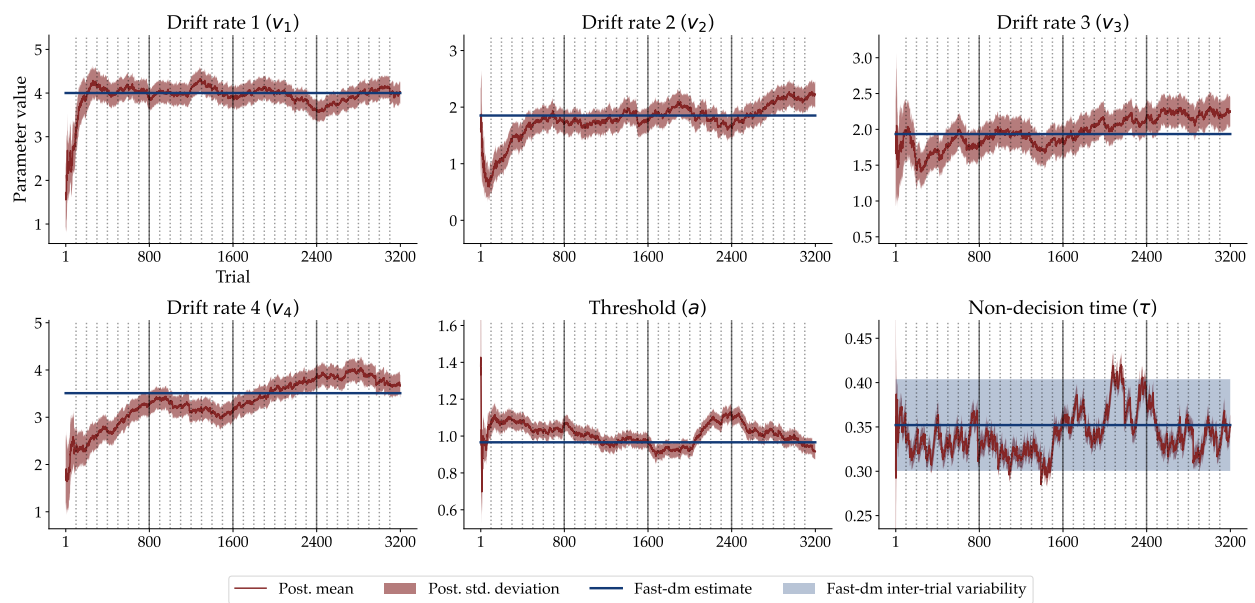 Drift rate 1 (v₁)
Drift rate 2 (v₂)
Drift rate 3 (v₃)
Parameter value
5
4
3
2
1
1 800 1600 2400 3200
Trial
3
2
1
0
1 800 1600 2400 3200
3.0
2.5
2.0
1.5
1.0
0.5
1 800 1600 2400 3200
Drift rate 4 (v₄)
Threshold (a)
Non-decision time (τ)
5
4
3
2
1
1 800 1600 2400 3200
1.6
1.4
1.2
1.0
0.8
0.6
1 800 1600 2400 3200
0.40
0.35
0.30
0.25
1 800 1600 2400 3200
Post. mean Post. std. deviation Fast-dm estimate Fast-dm inter-trial variability